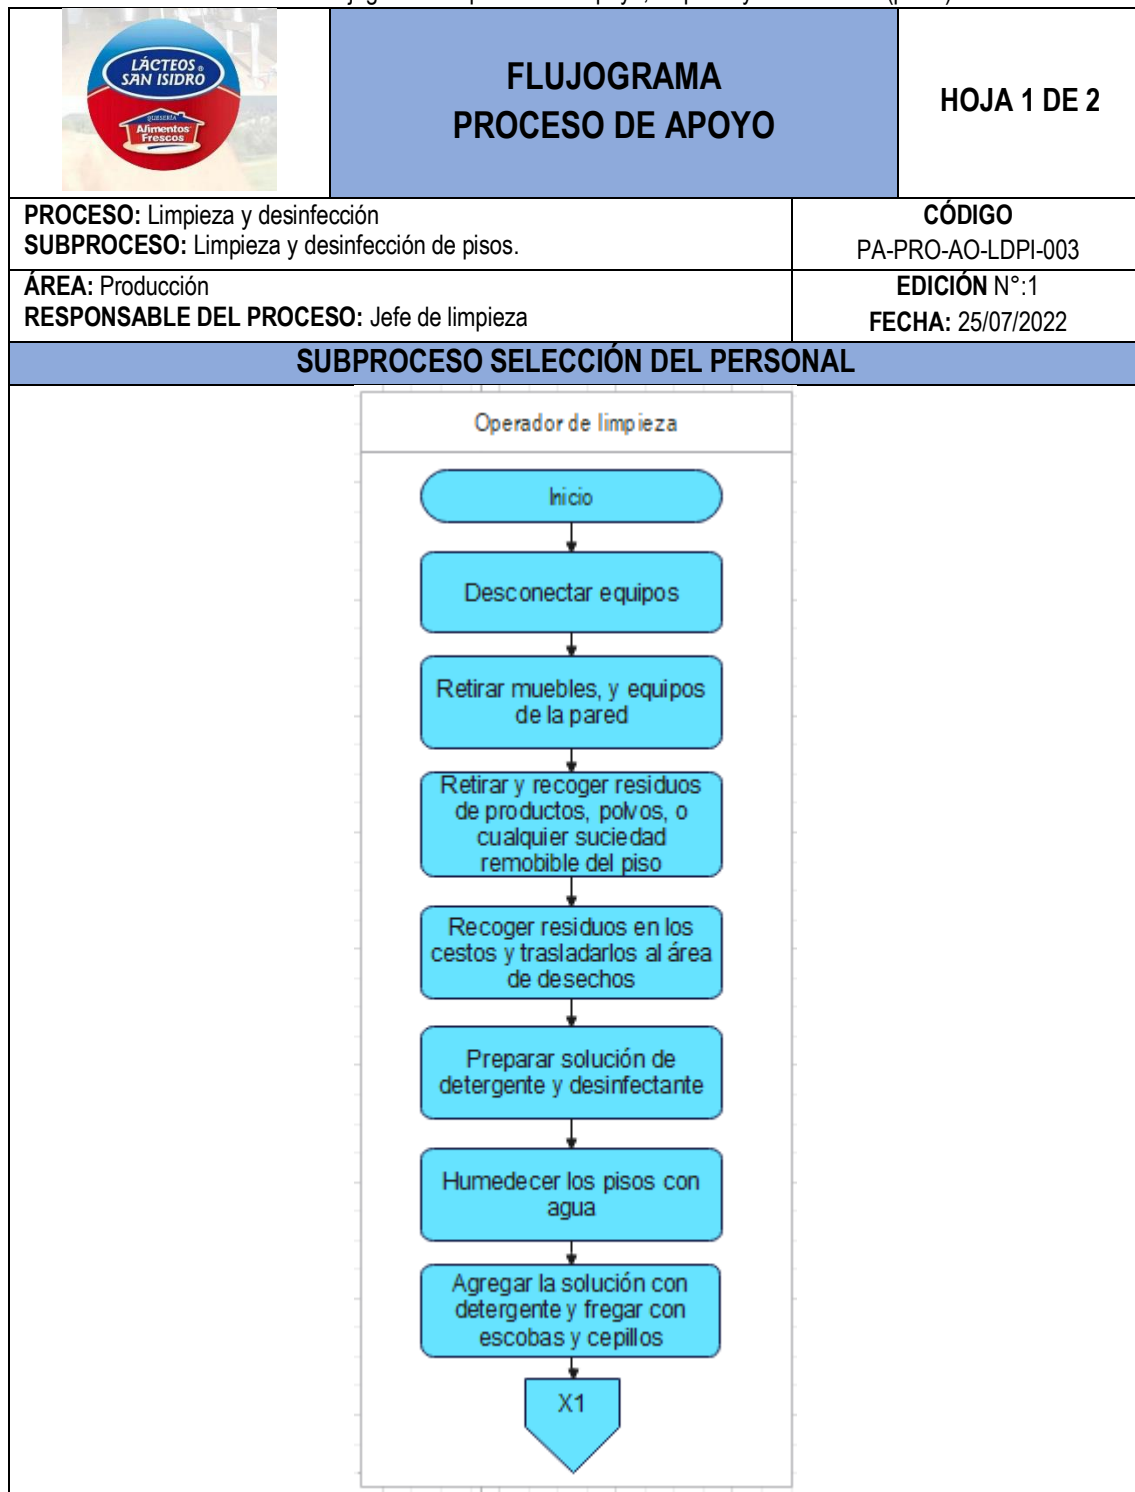 LÁCTEOS ®
SAN ISIDRO
QUESERÍA
Alimentos
Frescos
FLUJOGRAMA
PROCESO DE APOYO
HOJA 1 DE 2
PROCESO: Limpieza y desinfección
SUBPROCESO: Limpieza y desinfección de pisos.
CÓDIGO
PA-PRO-AO-LDPI-003
ÁREA: Producción
RESPONSABLE DEL PROCESO: Jefe de limpieza
EDICIÓN N°:1
FECHA: 25/07/2022
SUBPROCESO SELECCIÓN DEL PERSONAL
Operador de limpieza
Inicio
Desconectar equipos
Retirar muebles, y equipos
de la pared
Retirar y recoger residuos
de productos, polvos, o
cualquier suciedad
remobible del piso
Recoger residuos en los
cestos y trasladarlos al área
de desechos
Preparar solución de
detergente y desinfectante
Humedecer los pisos con
agua
Agregar la solución con
detergente y fregar con
escobas y cepillos
X1